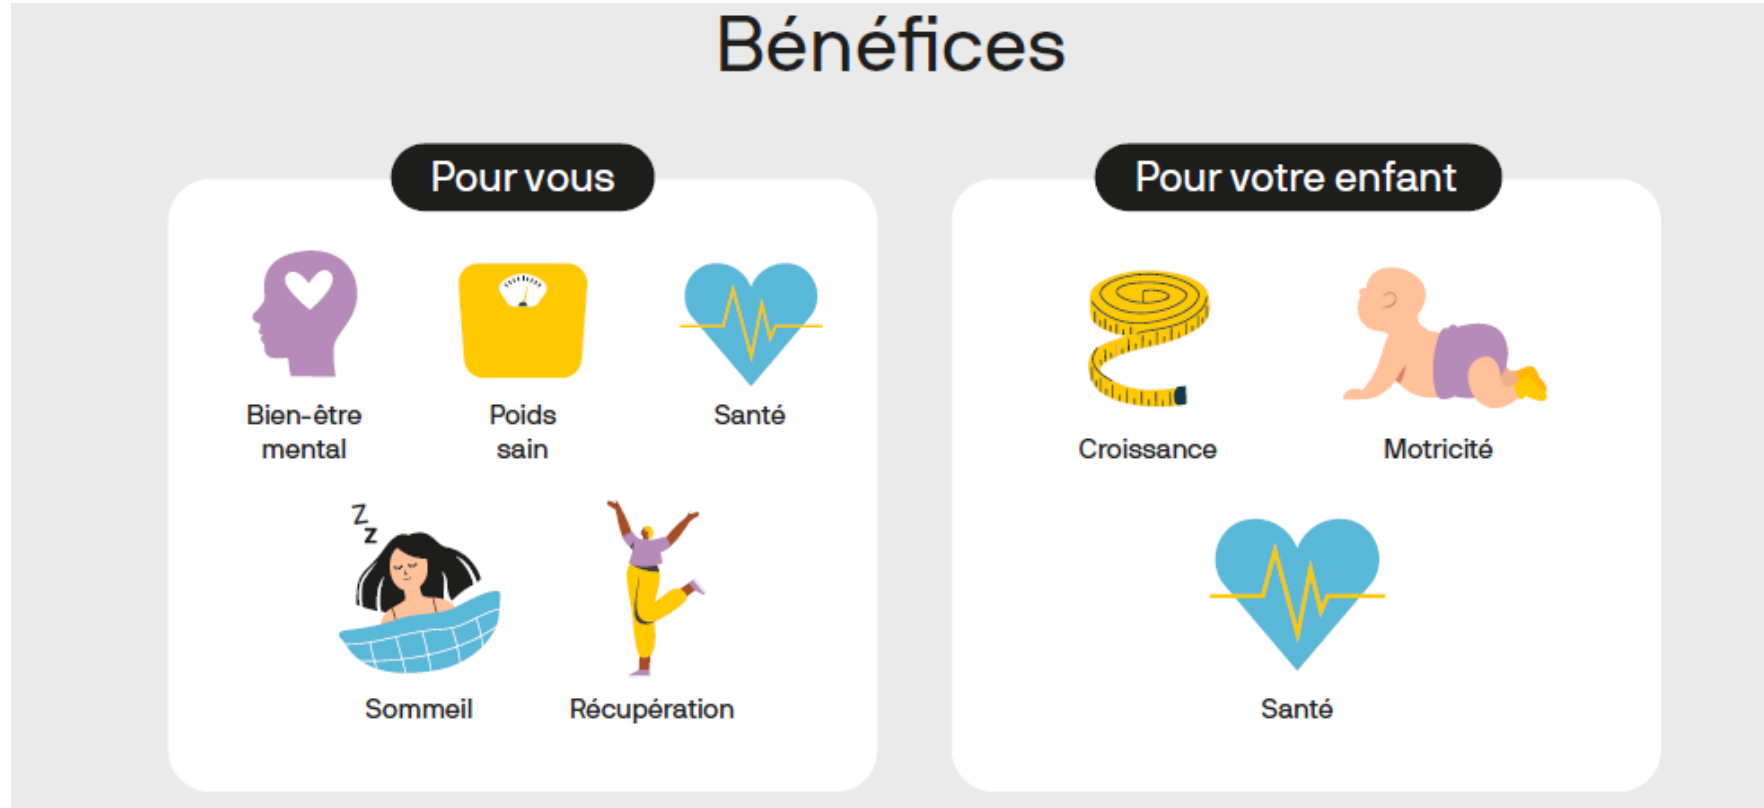 Bénéfices
Pour vous
Bien-être
mental
Poids
sain
Santé
Z
z
Sommeil
Récupération
Pour votre enfant
Croissance
Motricité
Santé